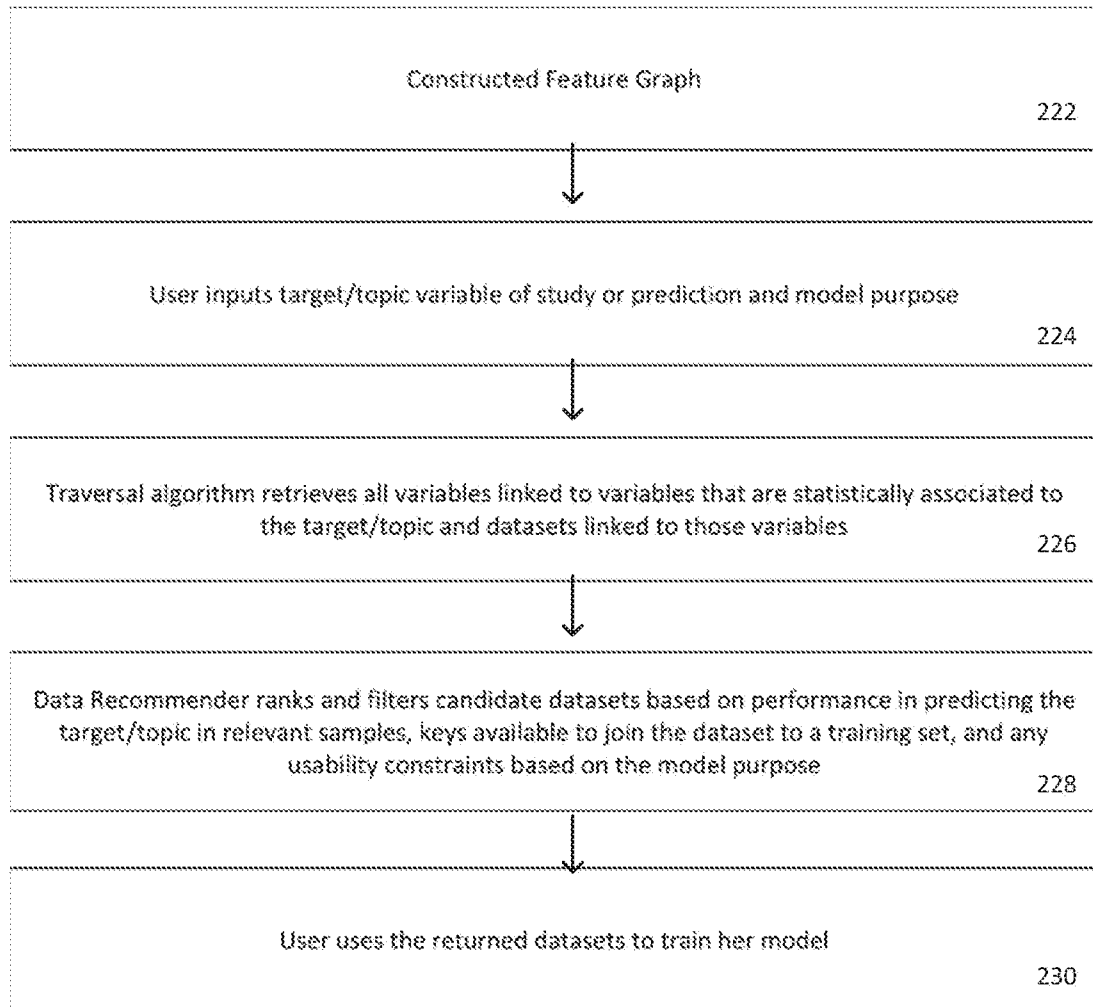 Constructed Feature Graph
222
User inputs target/topic variable of study or prediction and model purpose
224
Traversal algorithm retrieves all variables linked to variables that are statistically associated to
the target/topic and datasets linked to those variables
226
Data Recommender ranks and filters candidate datasets based on performance in predicting the
target/topic in relevant samples, keys available to join the dataset to a training set, and any
usability constraints based on the model purpose
228
User uses the returned datasets to train her model
230